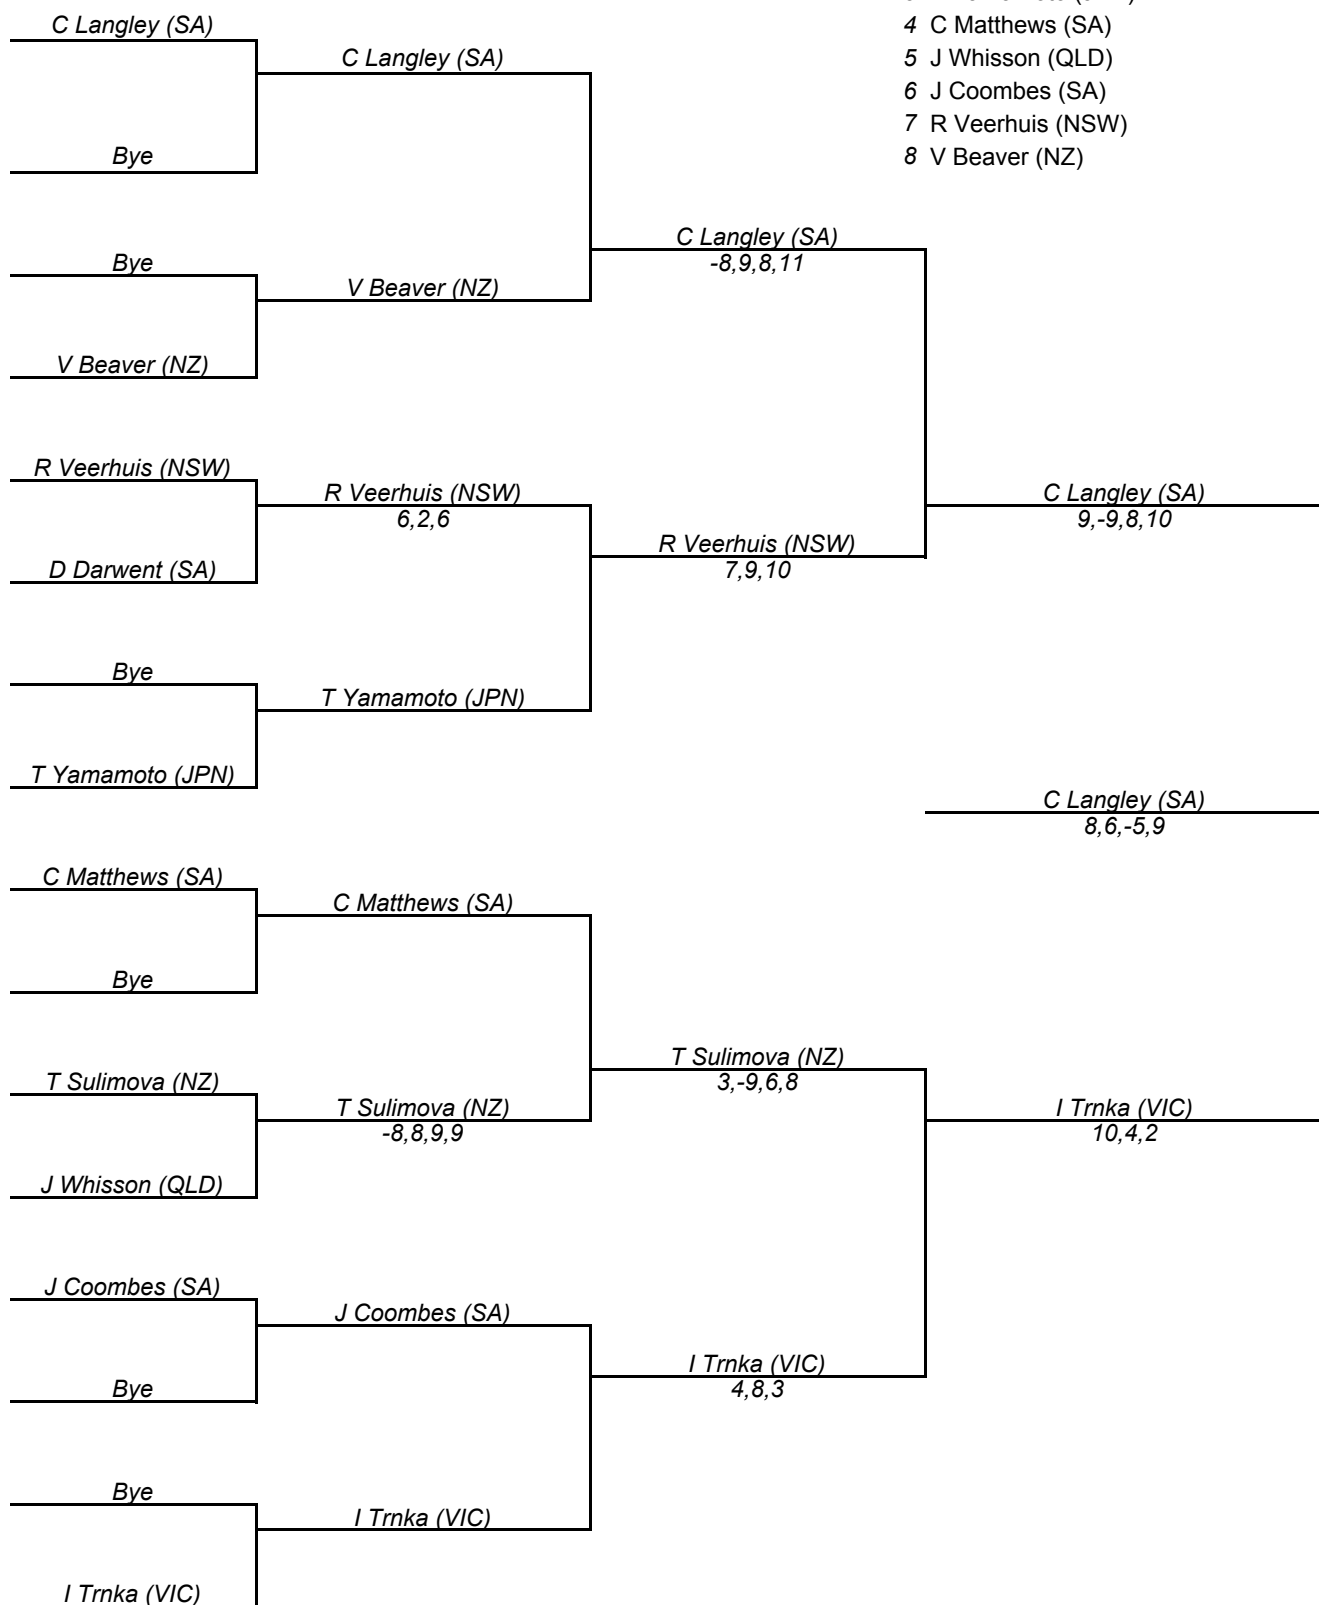 4 C Matthews (SA)
5 J Whisson (QLD)
6 J Coombes (SA)
7 R Veerhuis (NSW)
8 V Beaver (NZ)
C Langley (SA)
Bye
Bye
V Beaver (NZ)
R Veerhuis (NSW)
D Darwent (SA)
Bye
T Yamamoto (JPN)
C Matthews (SA)
Bye
T Sulimova (NZ)
J Whisson (QLD)
J Coombes (SA)
Bye
Bye
I Trnka (VIC)
C Langley (SA)
V Beaver (NZ)
R Veerhuis (NSW)
6,2,6
T Yamamoto (JPN)
C Matthews (SA)
T Sulimova (NZ)
-8,8,9,9
J Coombes (SA)
I Trnka (VIC)
C Langley (SA)
-8,9,8,11
R Veerhuis (NSW)
7,9,10
T Sulimova (NZ)
3,-9,6,8
I Trnka (VIC)
4,8,3
C Langley (SA)
9,-9,8,10
C Langley (SA)
8,6,-5,9
I Trnka (VIC)
10,4,2